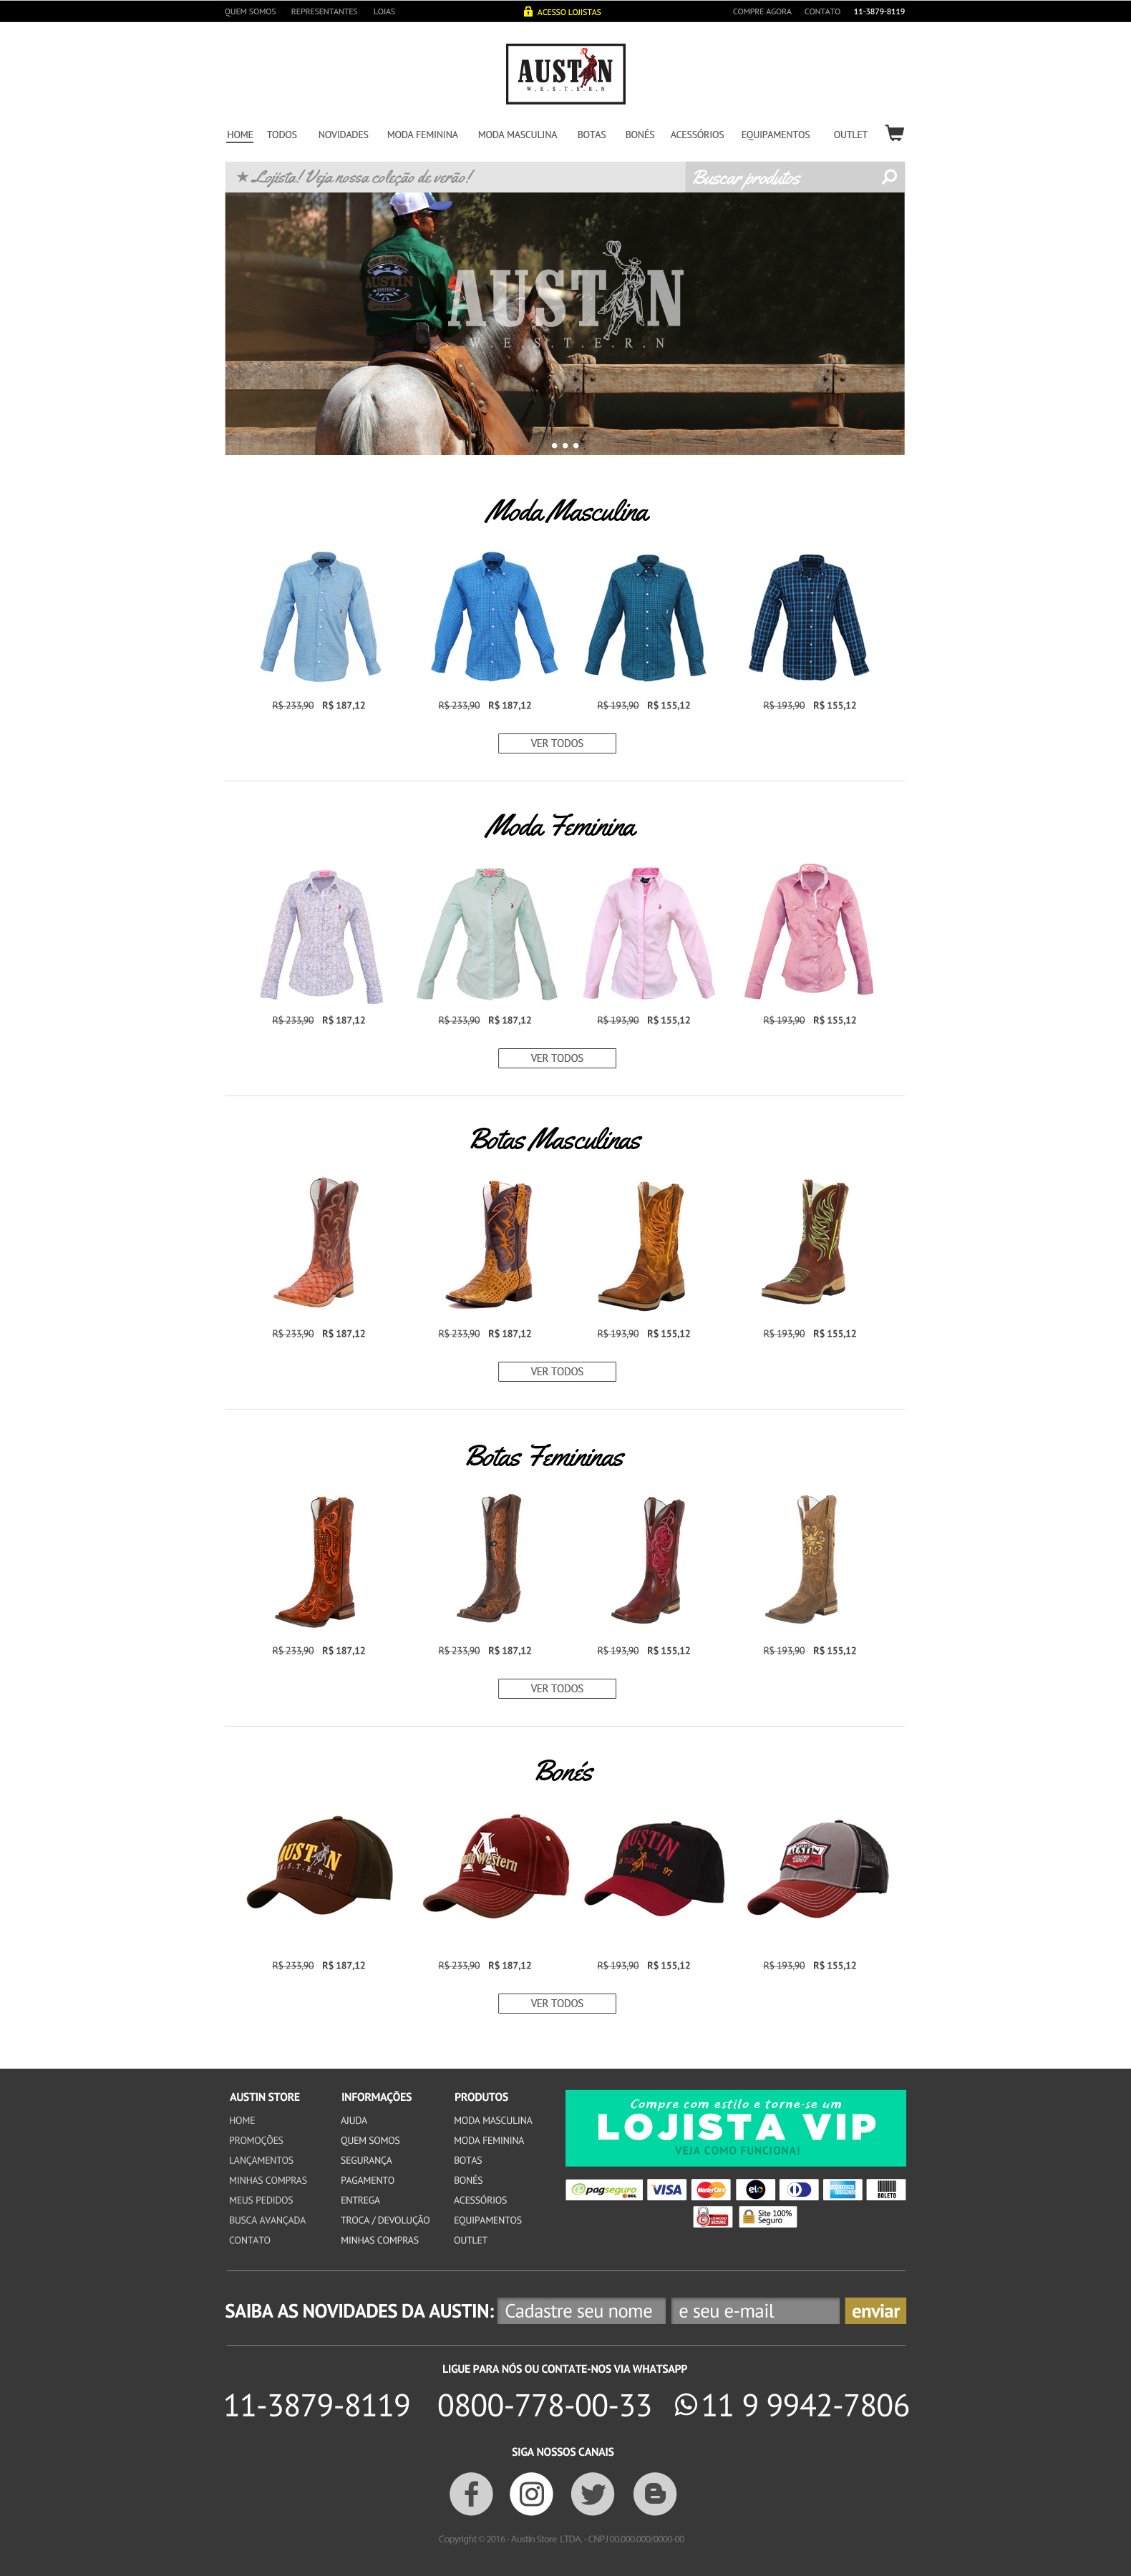 QUEM SOMOS REPRESENTANTES LOJAS ACESSO LOJISTAS COMPRE AGORA CONTATO 11-3879-8119
AUSTIN
W.E.S.T.E.R.N
HOME TODOS NOVIDADES MODA FEMININA MODA MASCULINA BOTAS BONÉS ACESSÓRIOS EQUIPAMENTOS OUTLET
★ Lojista! Veja nossa coleção de verão! Buscar produtos
AUSTIN
AUSTIN
W.E.S.T.E.R.N
Moda Masculina
R$ 233,90 R$ 187,12 R$ 233,90 R$ 187,12 R$ 193,90 R$ 155,12 R$ 193,90 R$ 155,12
VER TODOS
Moda Feminina
R$ 233,90 R$ 187,12 R$ 233,90 R$ 187,12 R$ 193,90 R$ 155,12 R$ 193,90 R$ 155,12
VER TODOS
Botas Masculinas
R$ 233,90 R$ 187,12 R$ 233,90 R$ 187,12 R$ 193,90 R$ 155,12 R$ 193,90 R$ 155,12
VER TODOS
Botas Femininas
R$ 233,90 R$ 187,12 R$ 233,90 R$ 187,12 R$ 193,90 R$ 155,12 R$ 193,90 R$ 155,12
VER TODOS
Bonés
AUSTIN
W.E.S.T.E.R.N
A
Western
AUSTIN
97
AUSTIN
R$ 233,90 R$ 187,12 R$ 233,90 R$ 187,12 R$ 193,90 R$ 155,12 R$ 193,90 R$ 155,12
VER TODOS
AUSTIN STORE
HOME
PROMOÇÕES
LANÇAMENTOS
MINHAS COMPRAS
MEUS PEDIDOS
BUSCA AVANÇADA
CONTATO
INFORMAÇÕES
AJUDA
QUEM SOMOS
SEGURANÇA
PAGAMENTO
ENTREGA
TROCA / DEVOLUÇÃO
MINHAS COMPRAS
PRODUTOS
MODA MASCULINA
MODA FEMININA
BOTAS
BONÉS
ACESSÓRIOS
EQUIPAMENTOS
OUTLET
Compre com estilo e torne-se um
LOJISTA VIP
VEJA COMO FUNCIONA!
pagseguro UOL VISA MasterCard elo BOLETO
Site 100%
Seguro
SAIBA AS NOVIDADES DA AUSTIN: Cadastre seu nome e seu e-mail enviar
LIGUE PARA NÓS OU CONTATE-NOS VIA WHATSAPP
11-3879-8119 0800-778-00-33 11 9 9942-7806
SIGA NOSSOS CANAIS
Copyright © 2016 - Austin Store LTDA. - CNPJ 00.000.000/0000-00